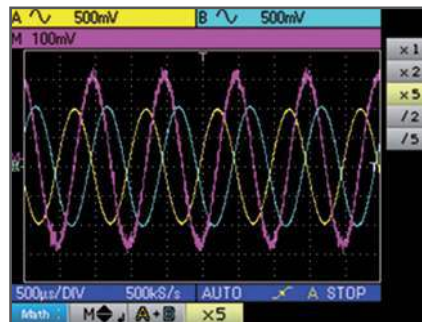 A 500mV B 500mV
M 100mV
×1
×2
×5
/2
/5
T
500µs/DIV 500kS/s AUTO A STOP
Math M A+B ×5